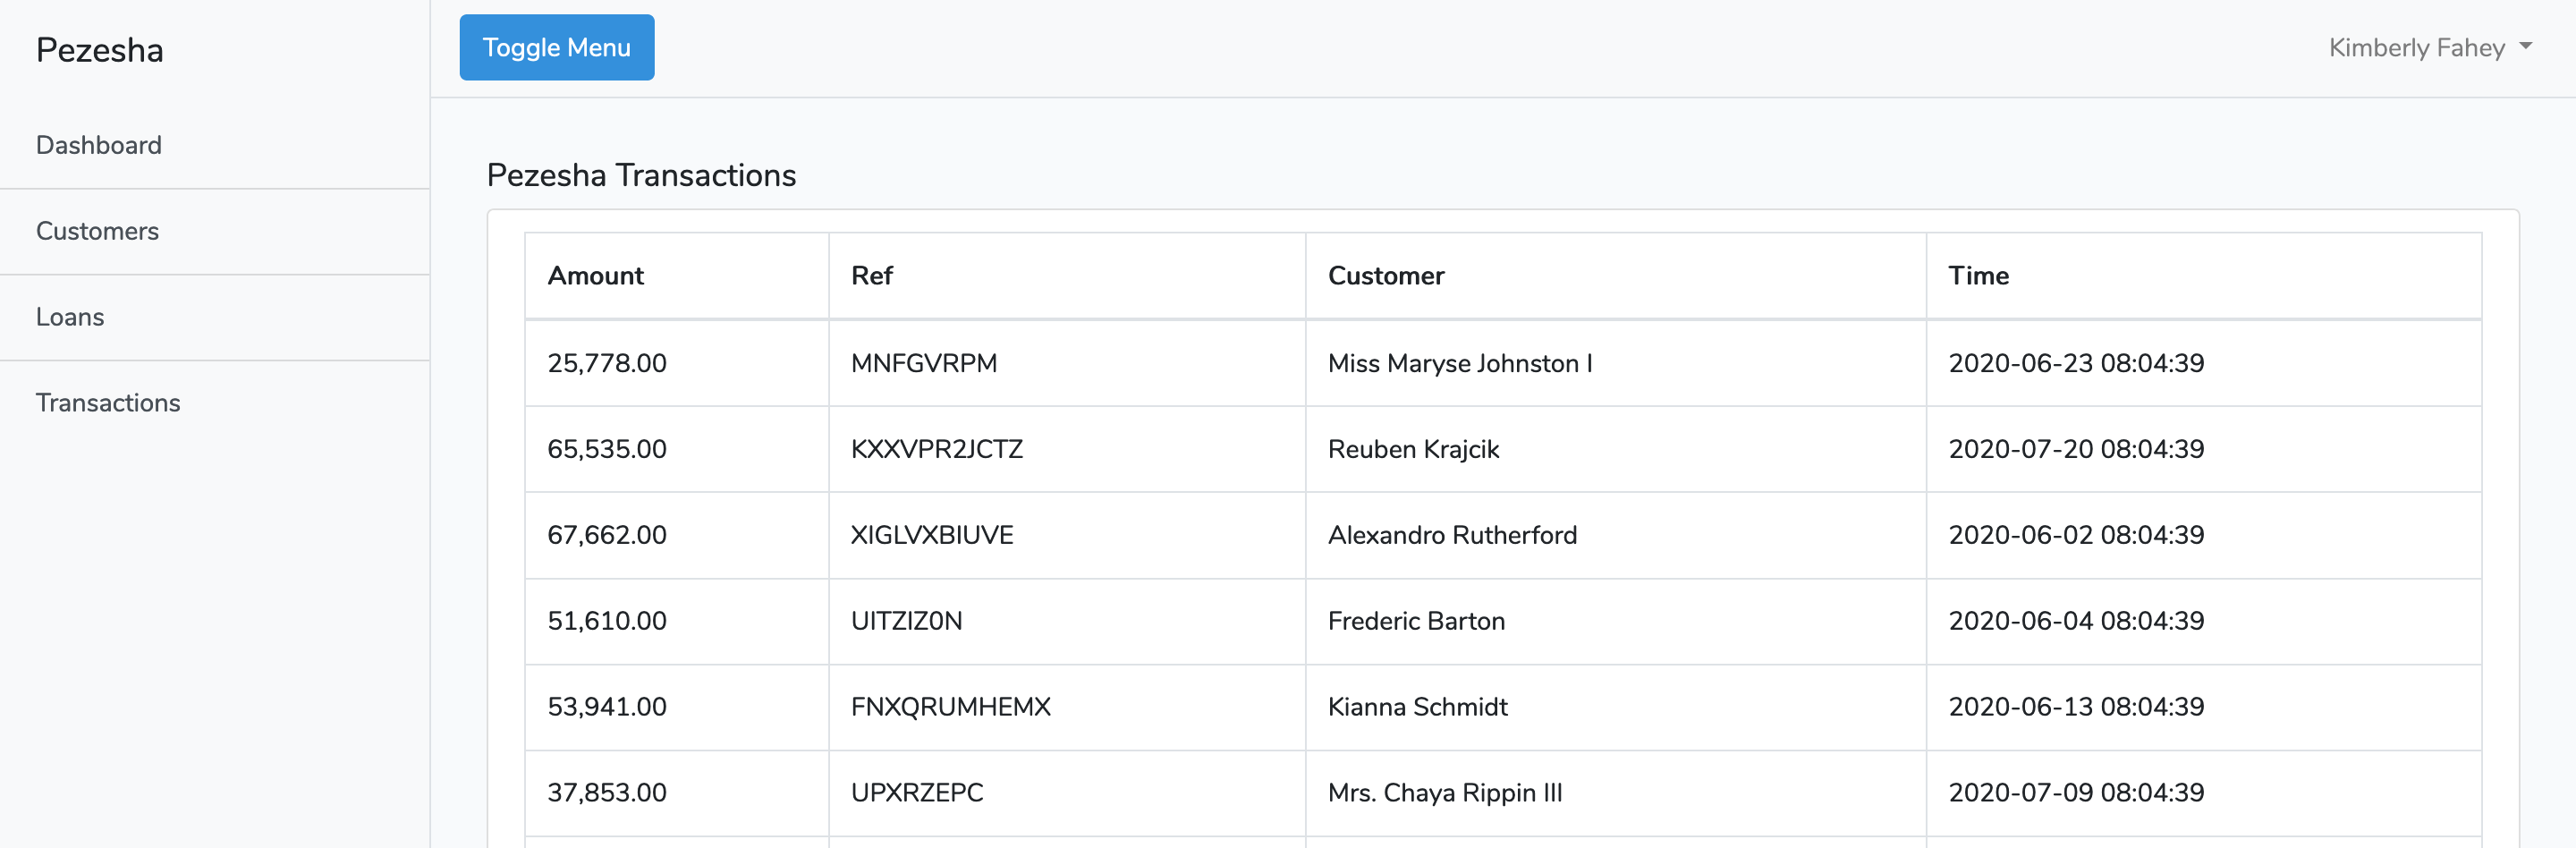 Pezesha
Toggle Menu
Kimberly Fahey
Dashboard
Customers
Loans
Transactions
Pezesha Transactions
Amount Ref Customer Time
25,778.00 MNFGVRPM Miss Maryse Johnston I 2020-06-23 08:04:39
65,535.00 KXXVPR2JCTZ Reuben Krajcik 2020-07-20 08:04:39
67,662.00 XIGLVXBIUVE Alexandro Rutherford 2020-06-02 08:04:39
51,610.00 UITZIZ0N Frederic Barton 2020-06-04 08:04:39
53,941.00 FNXQRUMHEMX Kianna Schmidt 2020-06-13 08:04:39
37,853.00 UPXRZEPC Mrs. Chaya Rippin III 2020-07-09 08:04:39